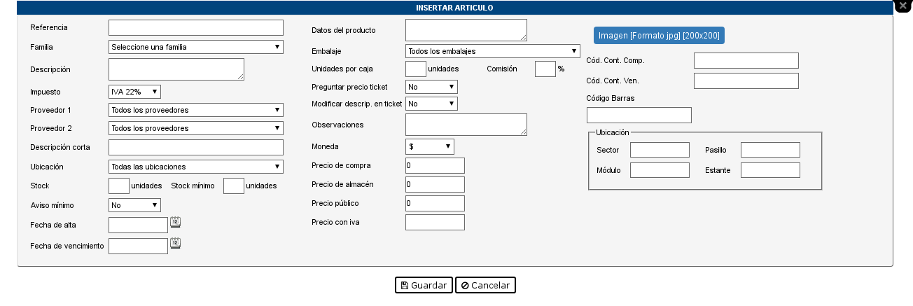 INSERTAR ARTICULO
Referencia
Familia Seleccione una familia
Descripción
Impuesto IVA 22%
Proveedor 1 Todos los proveedores
Proveedor 2 Todos los proveedores
Descripción corta
Ubicación Todas las ubicaciones
Stock unidades Stock mínimo unidades
Aviso mínimo No
Fecha de alta
Fecha de vencimiento
Datos del producto
Embalaje Todos los embalajes
Unidades por caja unidades Comisión %
Preguntar precio ticket No
Modificar descrip. en ticket No
Observaciones
Moneda $
Precio de compra 0
Precio de almacén 0
Precio público 0
Precio con iva
Imagen [Formato jpg] [200x200]
Cód. Cont. Comp.
Cód. Cont. Ven.
Código Barras
Ubicación
Sector Pasillo
Módulo Estante
Guardar Cancelar